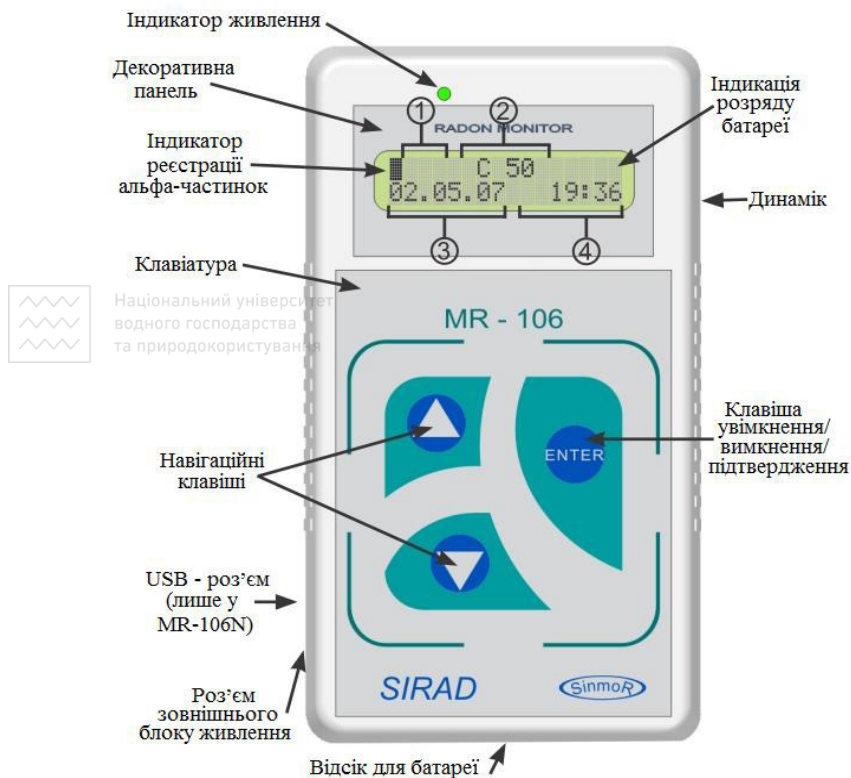 Індикатор живлення
Декоративна
панель
Індикація
розряду
батареї
① ②
RADON MONITOR
Індикатор
реєстрації
альфа-частинок
C 50
02.05.07 19:36
Динамік
③ ④
Клавіатура
Національний університет
водного господарства
та природокористування
MR - 106
Клавіша
увімкнення/
вимкнення/
підтвердження
ENTER
Навігаційні
клавіші
USB - роз’єм
(лише у
MR-106N)
SIRAD
SinmoR
Роз’єм
зовнішнього
блоку живлення
Відсік для батареї